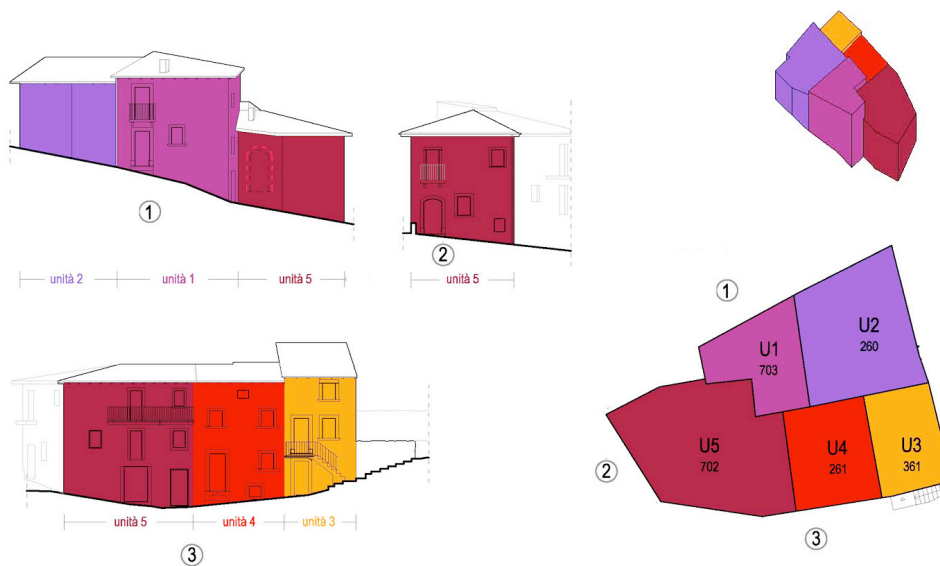 1
unità 2
unità 1
unità 5
2
unità 5
unità 5
unità 4
unità 3
3
1
U2
260
U1
703
U5
702
U4
261
U3
361
2
3